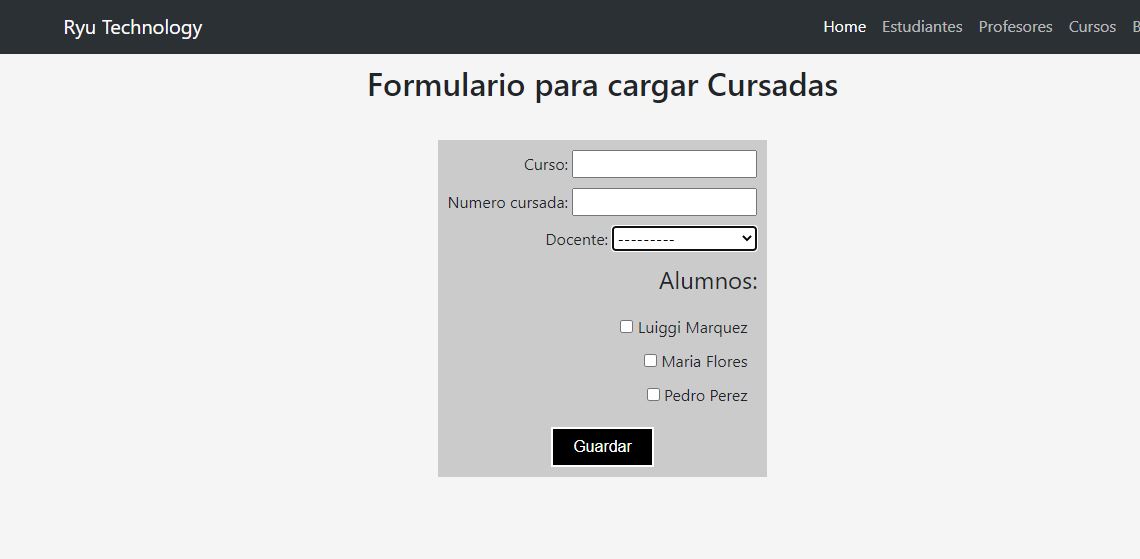 Ryu Technology Home Estudiantes Profesores Cursos
Formulario para cargar Cursadas
Curso:
Numero cursada:
Docente: ---------
Alumnos:
Luiggi Marquez
Maria Flores
Pedro Perez
Guardar